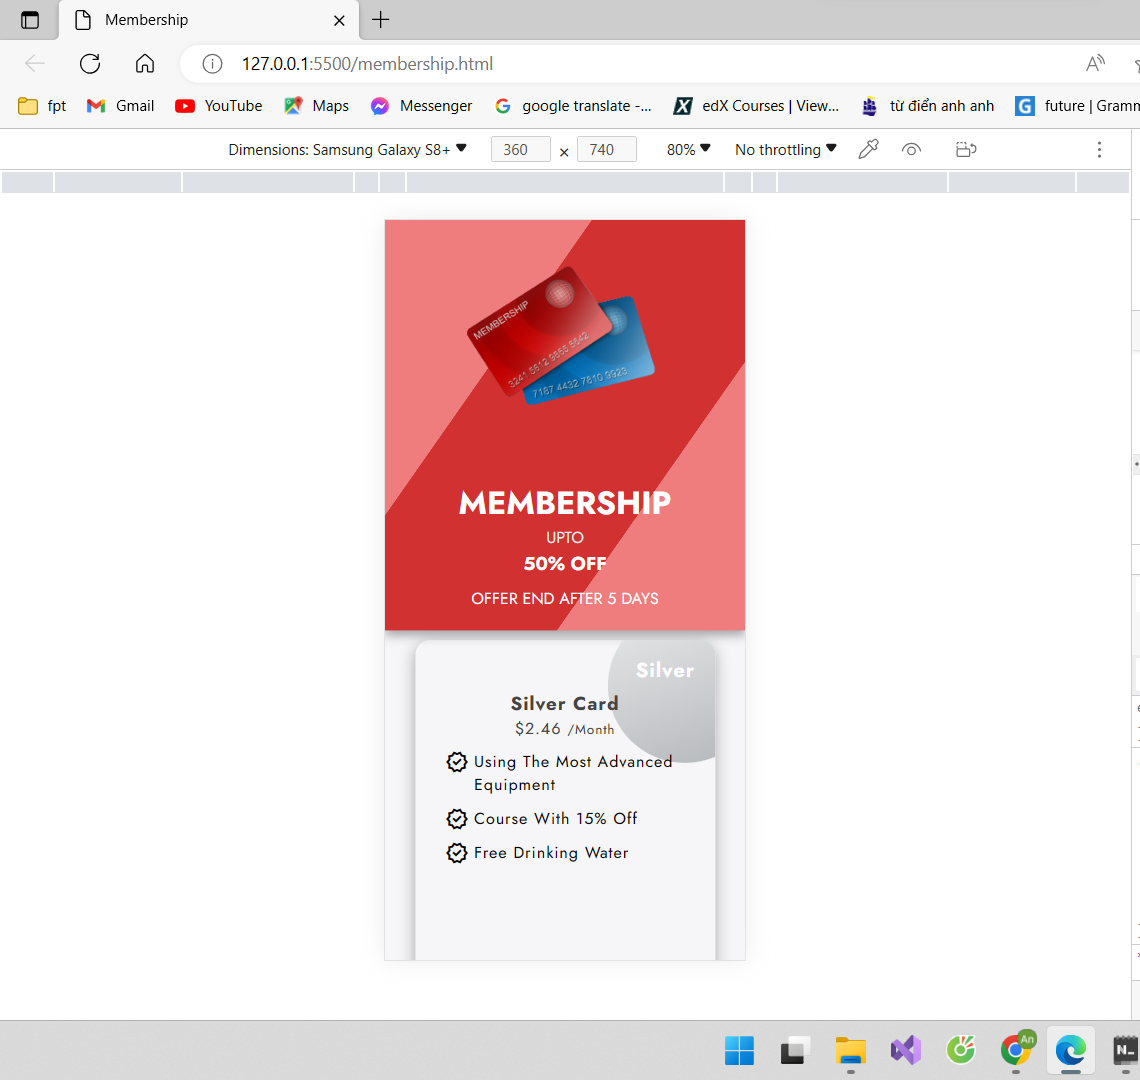 Membership
127.0.0.1:5500/membership.html
fpt
Gmail
YouTube
Maps
Messenger
google translate -...
edX Courses | View...
từ điển anh anh
future | Gramm
Dimensions: Samsung Galaxy S8+
360
×
740
80%
No throttling
MEMBERSHIP
3241 5612 9865 5542
7187 4432 7810 9923
MEMBERSHIP
UPTO
50% OFF
OFFER END AFTER 5 DAYS
Silver
Silver Card
$2.46 /Month
Using The Most Advanced
Equipment
Course With 15% Off
Free Drinking Water
An
N